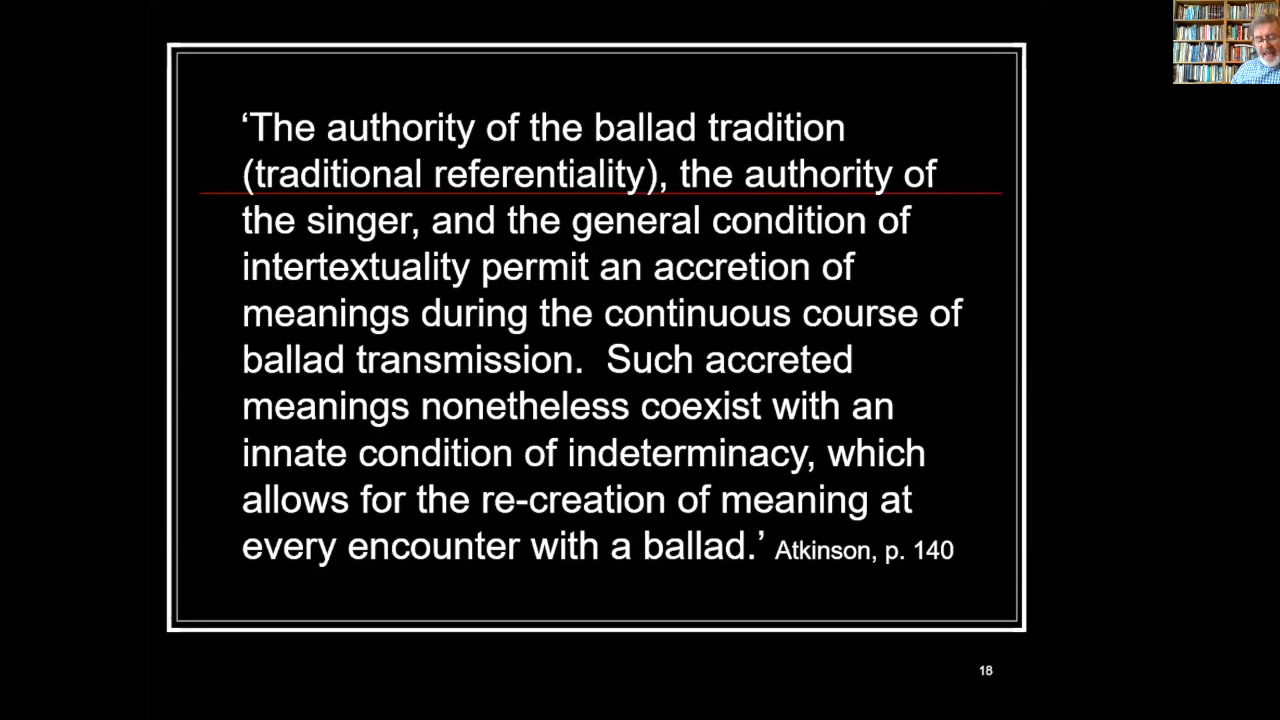 ‘The authority of the ballad tradition
(traditional referentiality), the authority of
the singer, and the general condition of
intertextuality permit an accretion of
meanings during the continuous course of
ballad transmission.  Such accreted
meanings nonetheless coexist with an
innate condition of indeterminacy, which
allows for the re-creation of meaning at
every encounter with a ballad.’ Atkinson, p. 140
18